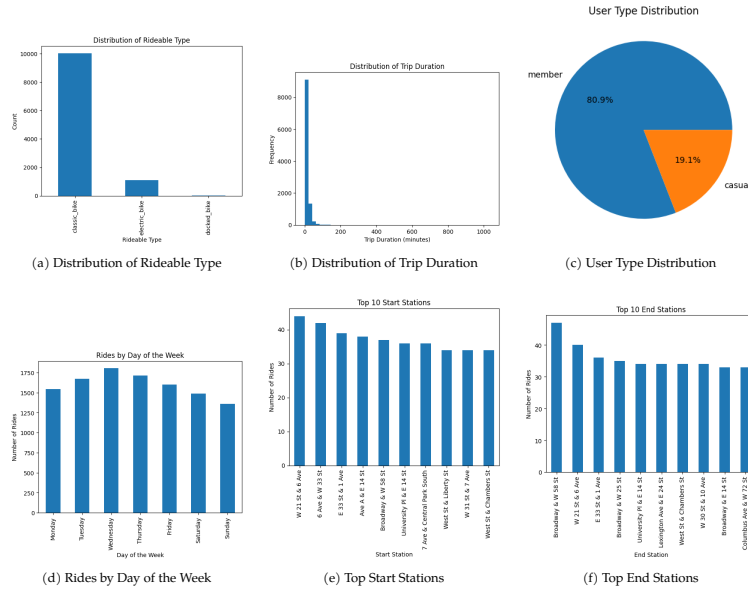 Distribution of Rideable Type
10000
8000
6000
4000
2000
0
Count
classic_bike
electric_bike
docked_bike
Rideable Type
(a) Distribution of Rideable Type
Distribution of Trip Duration
8000
6000
4000
2000
0
Frequency
0 200 400 600 800 1000
Trip Duration (minutes)
(b) Distribution of Trip Duration
User Type Distribution
member
80.9%
19.1%
casua
(c) User Type Distribution
Rides by Day of the Week
1750
1500
1250
1000
750
500
250
0
Number of Rides
Monday
Tuesday
Wednesday
Thursday
Friday
Saturday
Sunday
Day of the Week
(d) Rides by Day of the Week
Top 10 Start Stations
40
30
20
10
0
Number of Rides
W 21 St & 6 Ave
6 Ave & W 33 St
E 33 St & 1 Ave
Ave A & E 14 St
Broadway & W 58 St
University Pl & E 14 St
7 Ave & Central Park South
West St & Liberty St
W 31 St & 7 Ave
West St & Chambers St
Start Station
(e) Top Start Stations
Top 10 End Stations
40
30
20
10
0
Number of Rides
Broadway & W 58 St
W 21 St & 6 Ave
E 33 St & 1 Ave
Broadway & W 25 St
University Pl & E 14 St
Lexington Ave & E 24 St
West St & Chambers St
W 30 St & 10 Ave
Broadway & E 14 St
Columbus Ave & W 72 St
End Station
(f) Top End Stations